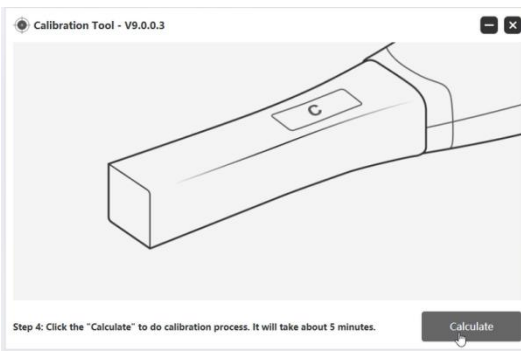 Calibration Tool - V9.0.0.3
C
Step 4: Click the "Calculate" to do calibration process. It will take about 5 minutes.
Calculate